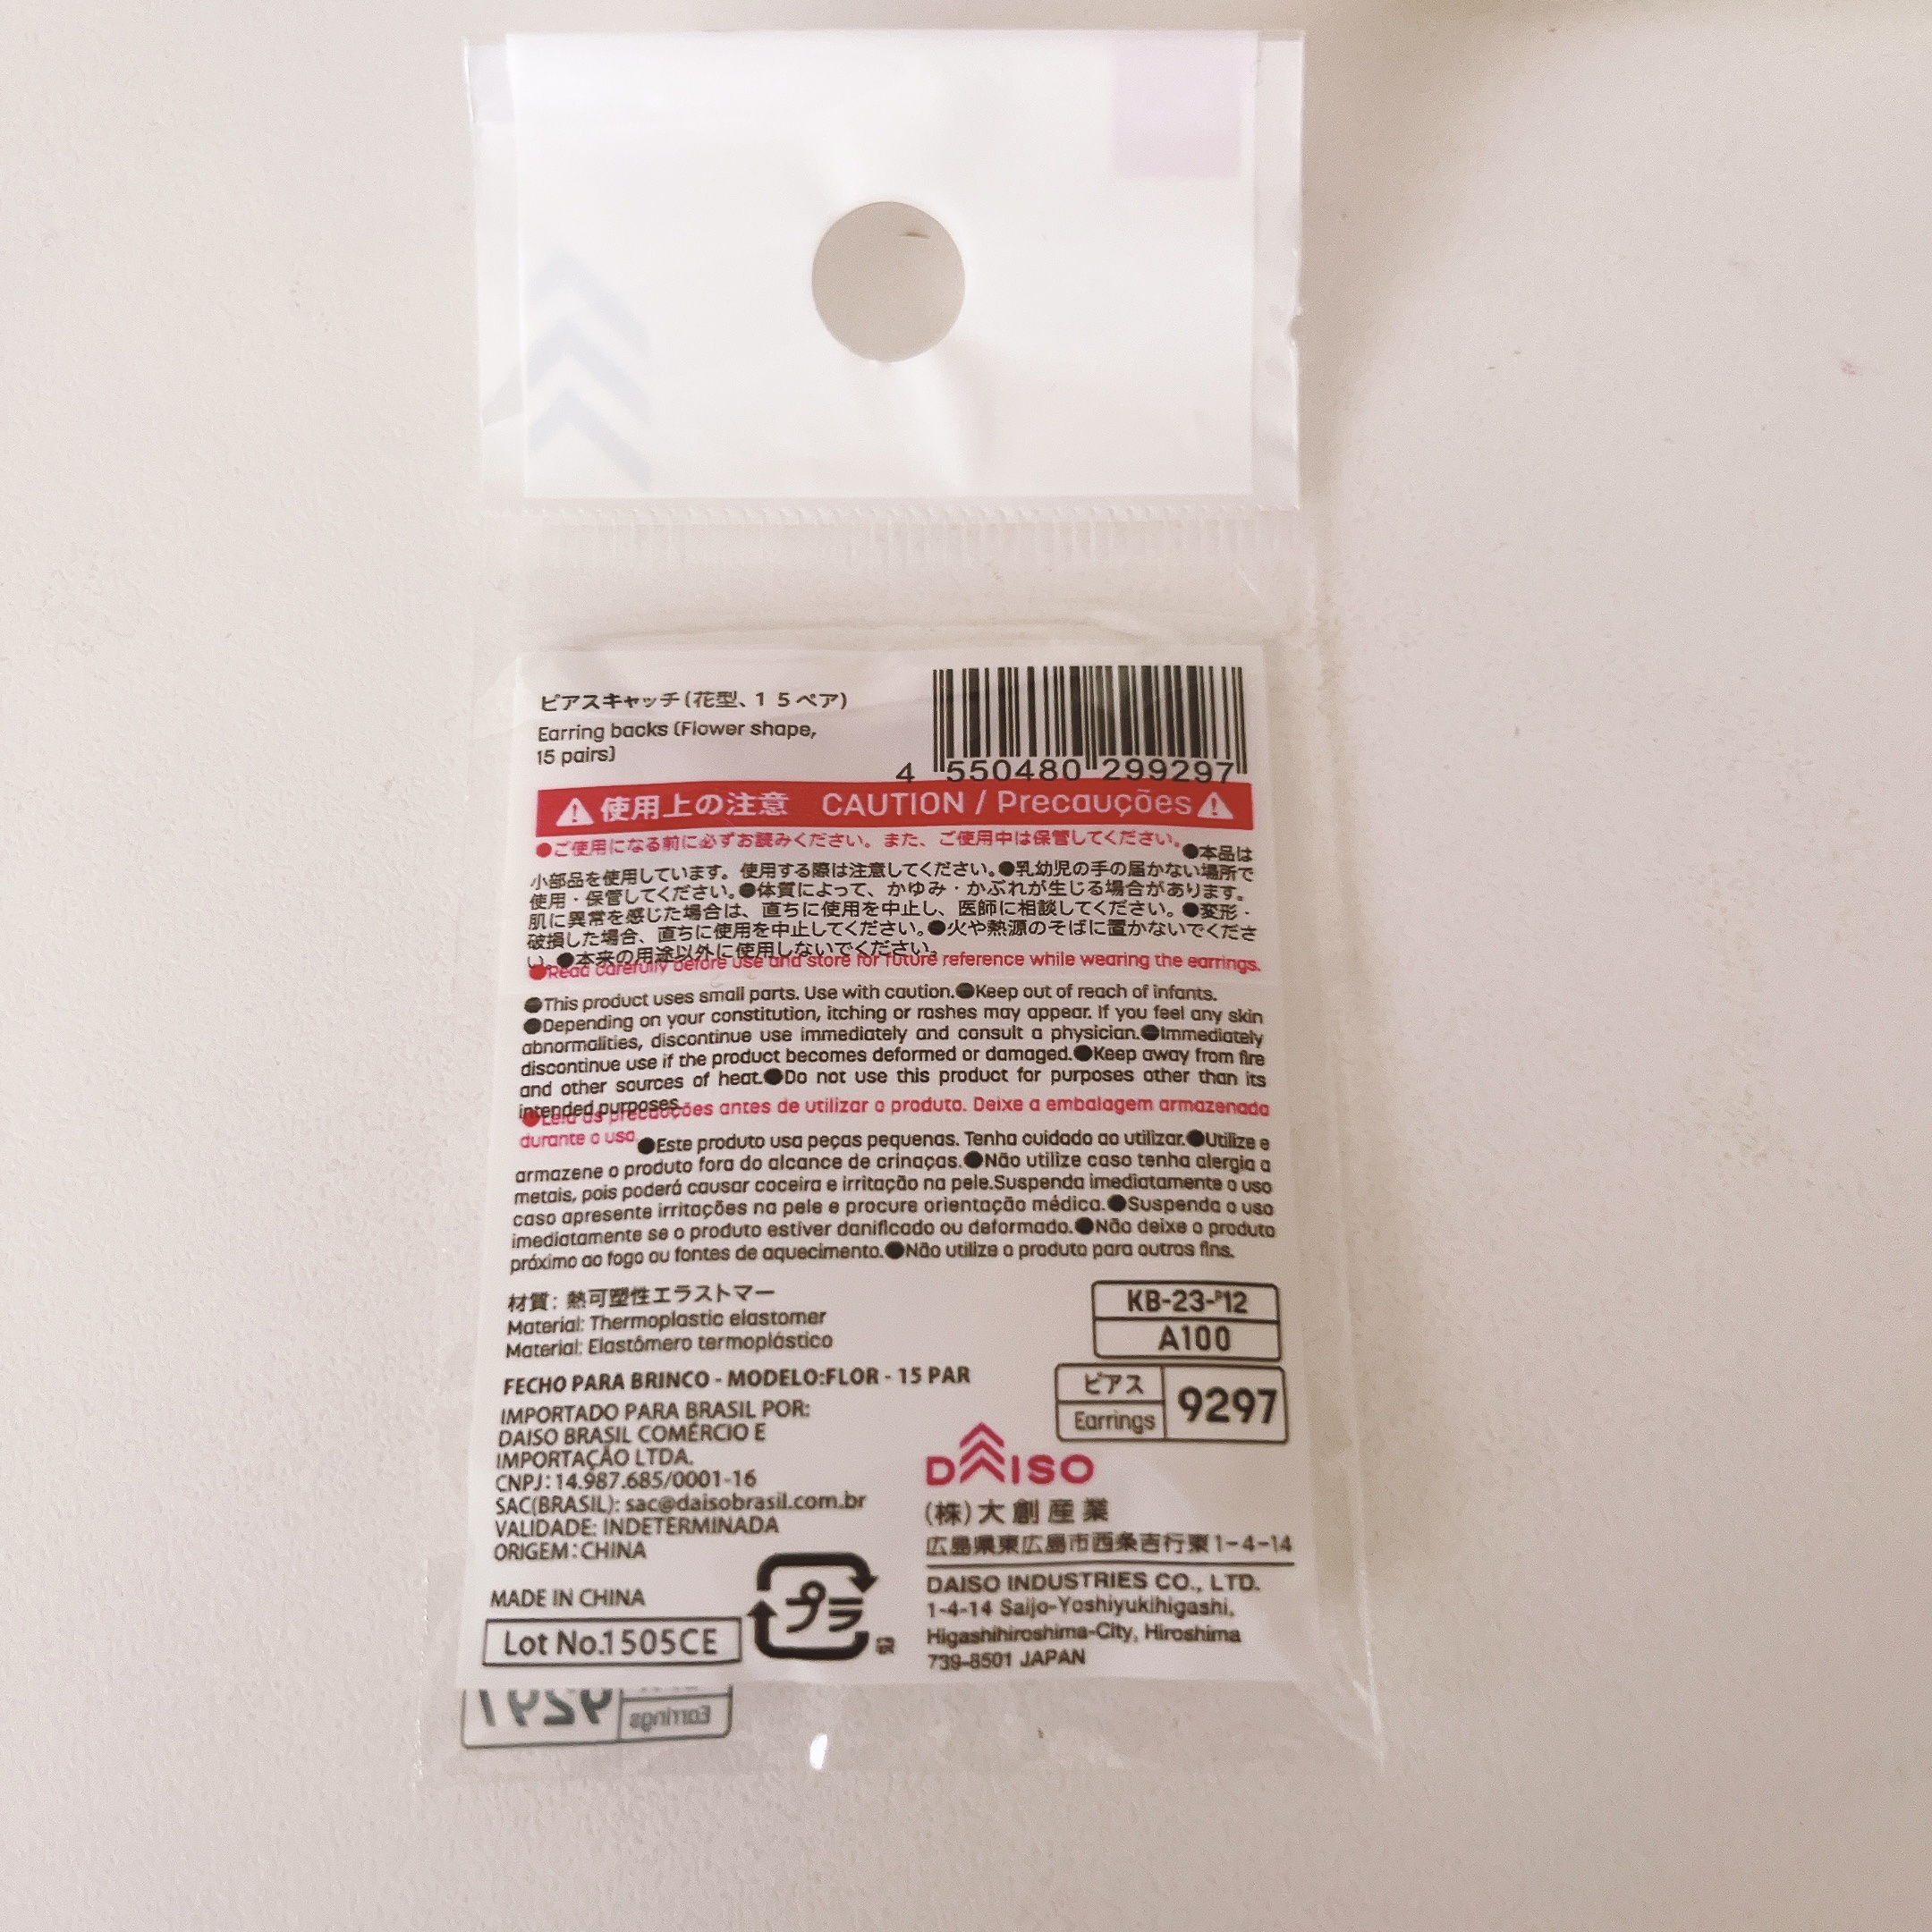 ピアスキャッチ(花型、15ペア)
Earring backs (Flower shape,
15 pairs)
4 550480 299297
使用上の注意 CAUTION / Precauções
●ご使用になる前に必ずお読みください。また、ご使用中は保管してください。●本品は
小部品を使用しています。使用する際は注意してください。●乳幼児の手の届かない場所で
使用・保管してください。●体質によって、かゆみ・かぶれが生じる場合があります。
肌に異常を感じた場合は、直ちに使用を中止し、医師に相談してください。●変形・
破損した場合、直ちに使用を中止してください。●火や熱源のそばに置かないでくださ
い。●本来の用途以外に使用しないでください。
●Read carefully before use and store for future reference while wearing the earrings.
●This product uses small parts. Use with caution.●Keep out of reach of infants.
●Depending on your constitution, itching or rashes may appear. If you feel any skin
abnormalities, discontinue use immediately and consult a physician.●Immediately
discontinue use if the product becomes deformed or damaged.●Keep away from fire
and other sources of heat.●Do not use this product for purposes other than its
intended purposes.
●Leia as precauções antes de utilizar o produto. Deixe a embalagem armazenada
durante o uso.●Este produto usa peças pequenas. Tenha cuidado ao utilizar.●Utilize e
armazene o produto fora do alcance de crinaças.●Não utilize caso tenha alergia a
metais, pois poderá causar coceira e irritação na pele.Suspenda imediatamente o uso
caso apresente irritações na pele e procure orientação médica.●Suspenda o uso
imediatamente se o produto estiver danificado ou deformado.●Não deixe o produto
próximo ao fogo ou fontes de aquecimento.●Não utilize o produto para outros fins.
材質：熱可塑性エラストマー
Material: Thermoplastic elastomer
Material: Elastômero termoplástico
KB-23-P12
A100
FECHO PARA BRINCO - MODELO:FLOR - 15 PAR
ピアス
Earrings
9297
IMPORTADO PARA BRASIL POR:
DAISO BRASIL COMÉRCIO E
IMPORTAÇÃO LTDA.
CNPJ: 14.987.685/0001-16
SAC(BRASIL): sac@daisobrasil.com.br
VALIDADE: INDETERMINADA
ORIGEM: CHINA
MADE IN CHINA
Lot No.1505CE
プラ
DAISO
(株)大創産業
広島県東広島市西条吉行東1-4-14
DAISO INDUSTRIES CO., LTD.
1-4-14 Saijo-Yoshiyukihigashi,
Higashihiroshima-City, Hiroshima
739-8501 JAPAN
Earrings